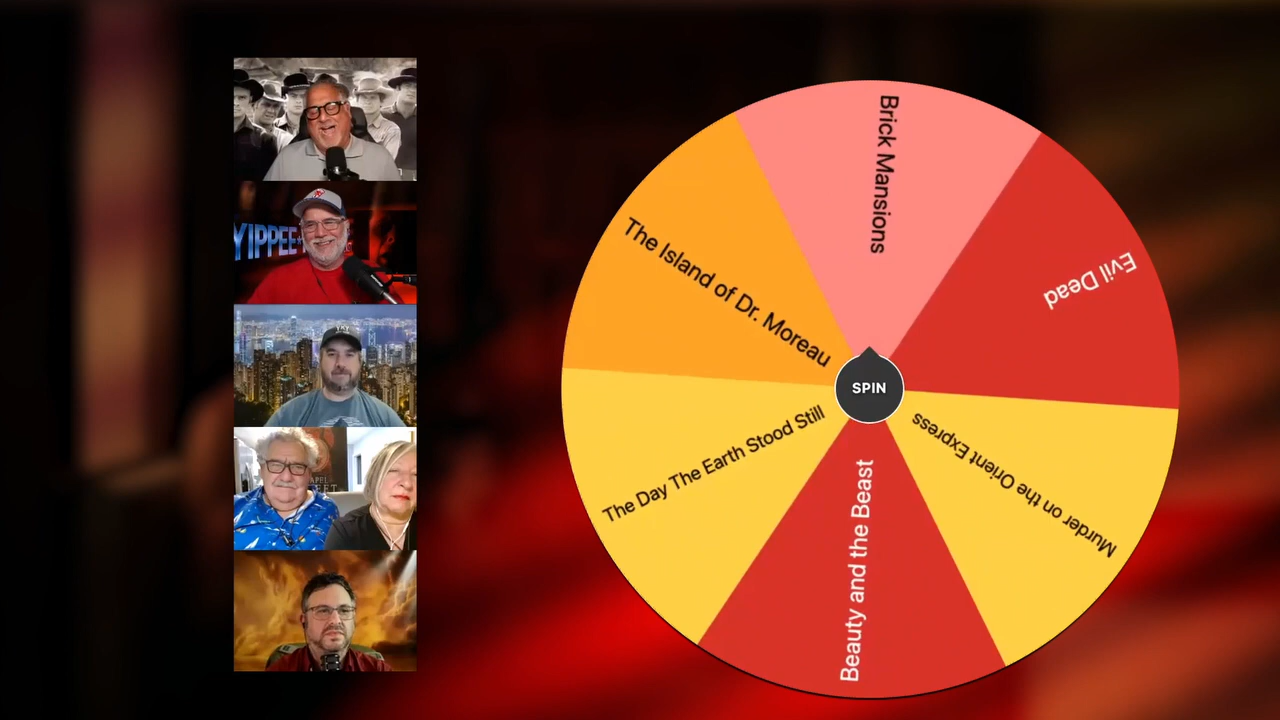 YIPPEE
Brick Mansions
Evil Dead
The Island of Dr. Moreau
SPIN
The Day The Earth Stood Still
Murder on the Orient Express
Beauty and the Beast